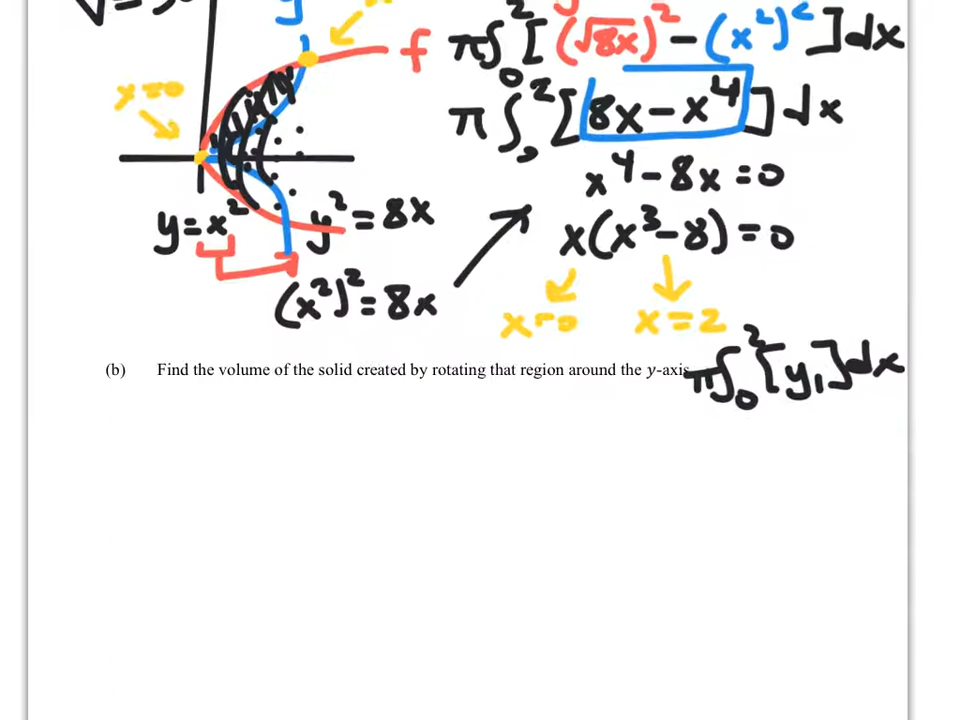 f
π∫₀² [(√8x)² − (x²)²] dx
x=0
π∫₀² [8x − x⁴] dx
x⁴ − 8x = 0
y = x²
y² = 8x
x(x³ − 8) = 0
(x²)² = 8x
x=0
x = 2
(b) Find the volume of the solid created by rotating that region around the y-axis
π∫₀² [y₁] dx